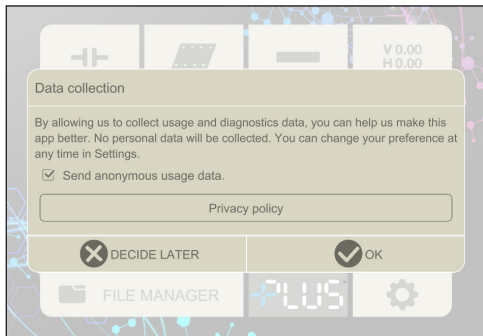 V 0.00
H 0.00
Data collection
By allowing us to collect usage and diagnostics data, you can help us make this
app better. No personal data will be collected. You can change your preference at
any time in Settings.
Send anonymous usage data.
Privacy policy
DECIDE LATER
OK
FILE MANAGER
PLUS